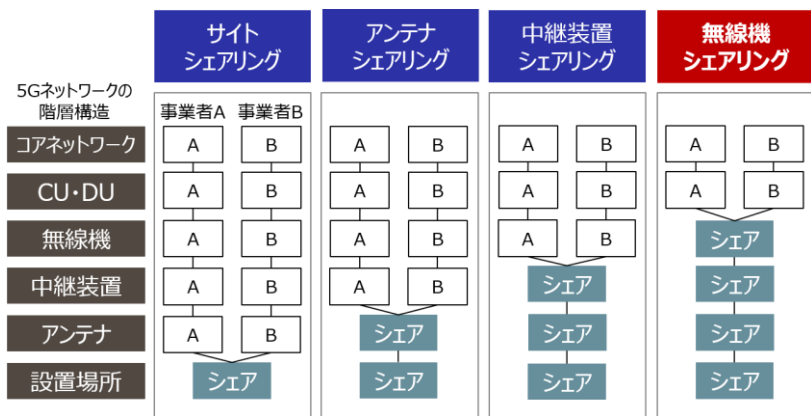 サイト
シェアリング
アンテナ
シェアリング
中継装置
シェアリング
無線機
シェアリング
5Gネットワークの
階層構造
事業者A 事業者B
コアネットワーク A B A B A B A B
CU・DU A B A B A B A B
無線機 A B A B A B シェア
中継装置 A B A B シェア シェア
アンテナ A B シェア シェア シェア
設置場所 シェア シェア シェア シェア